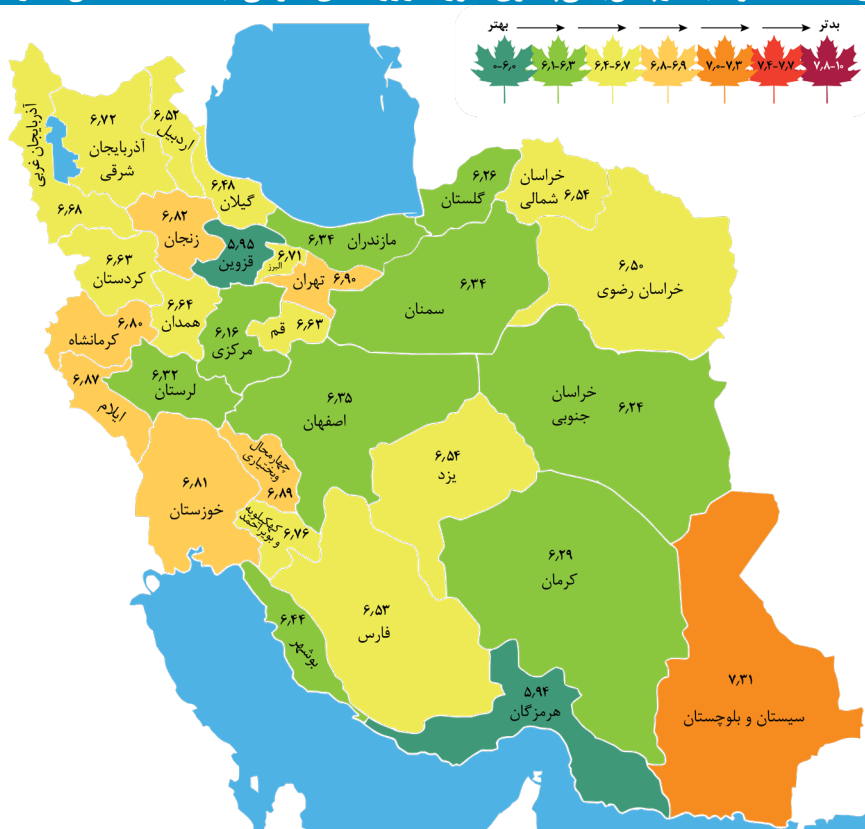 بهتر
بدتر
۰-۶٫۰
۶٫۱-۶٫۳
۶٫۴-۶٫۷
۶٫۸-۶٫۹
۷٫۰-۷٫۳
۷٫۴-۷٫۷
۷٫۸-۱۰
آذربایجان غربی
۶٫۶۸
۶٫۷۲
آذربایجان
شرقی
۶٫۵۲
اردبیل
۶٫۴۸
گیلان
۶٫۸۲
زنجان
۵٫۹۵
قزوین
۶٫۷۱
البرز
۶٫۳۴ مازندران
۶٫۲۶
گلستان
خراسان
شمالی ۶٫۵۴
۶٫۵۰
خراسان رضوی
۶٫۶۳
کردستان
۶٫۶۴
همدان
تهران ۶٫۹۰
۶٫۳۴
سمنان
۶٫۸۰
کرمانشاه
۶٫۱۶
مرکزی
قم ۶٫۶۳
۶٫۸۷
ایلام
۶٫۳۲
لرستان
۶٫۳۵
اصفهان
خراسان
جنوبی
۶٫۲۴
۶٫۵۴
یزد
چهارمحال
وبختیاری
۶٫۸۹
۶٫۸۱
خوزستان
کهکیلویه
و بویراحمد
۶٫۷۶
۶٫۲۹
کرمان
۶٫۴۴
بوشهر
۶٫۵۳
فارس
۵٫۹۴
هرمزگان
۷٫۳۱
سیستان و بلوچستان